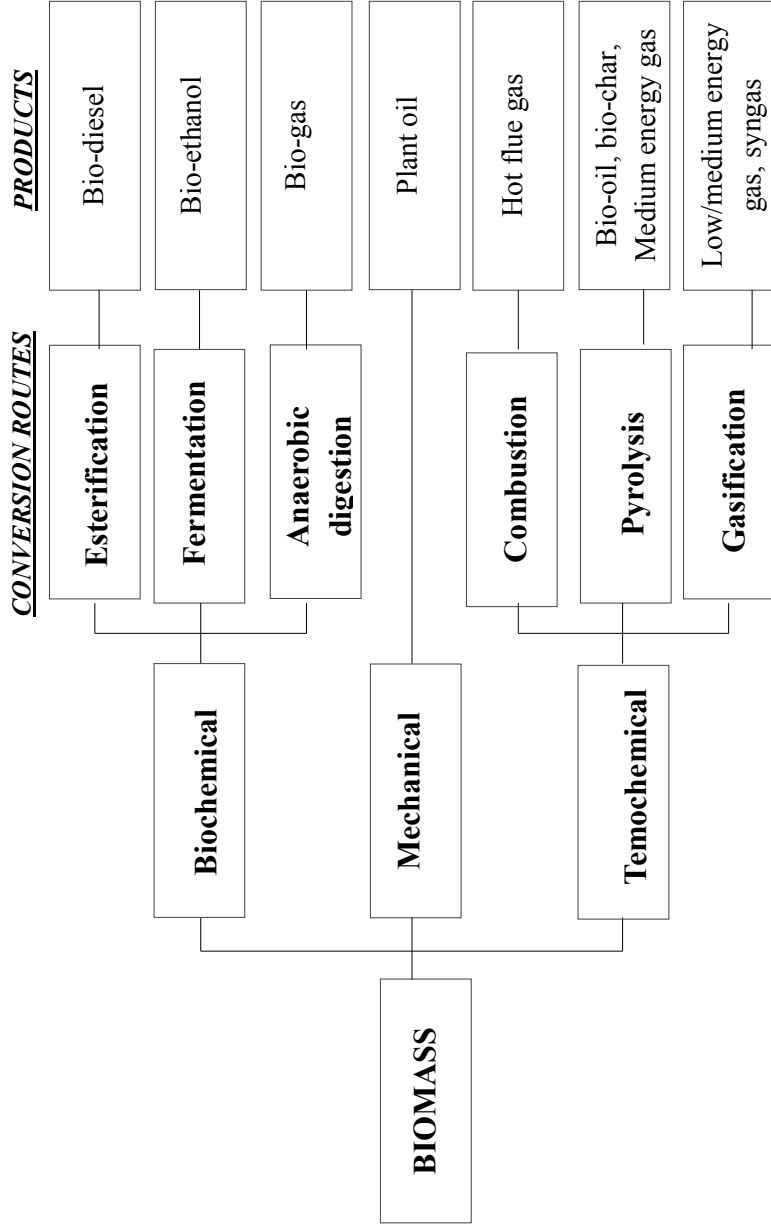 CONVERSION ROUTES
PRODUCTS
BIOMASS
Biochemical
Esterification
Bio-diesel
Fermentation
Bio-ethanol
Anaerobic
digestion
Bio-gas
Mechanical
Plant oil
Temochemical
Combustion
Hot flue gas
Pyrolysis
Bio-oil, bio-char,
Medium energy gas
Gasification
Low/medium energy
gas, syngas